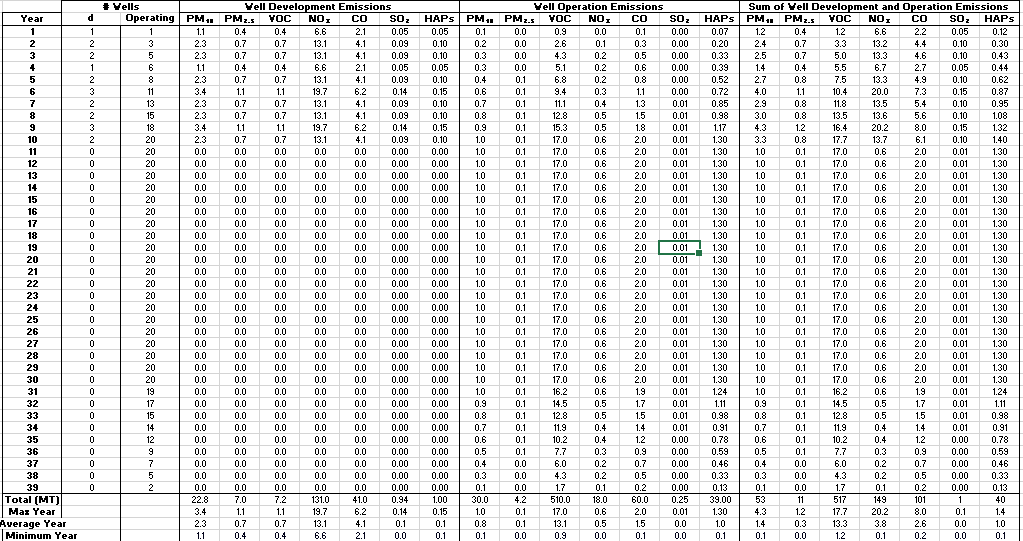 # Wells Well Development Emissions Well Operation Emissions Sum of Well Development and Operation Emissions
Year d Operating PM₁₀ PM₂.₅ VOC NOₓ CO SO₂ HAPs PM₁₀ PM₂.₅ VOC NOₓ CO SO₂ HAPs PM₁₀ PM₂.₅ VOC NOₓ CO SO₂ HAPs
1 1 1 1.1 0.4 0.4 6.6 2.1 0.05 0.05 0.1 0.0 0.9 0.0 0.1 0.00 0.07 1.2 0.4 1.2 6.6 2.2 0.05 0.12
2 2 3 2.3 0.7 0.7 13.1 4.1 0.09 0.10 0.2 0.0 2.6 0.1 0.3 0.00 0.20 2.4 0.7 3.3 13.2 4.4 0.10 0.30
3 2 5 2.3 0.7 0.7 13.1 4.1 0.09 0.10 0.3 0.0 4.3 0.2 0.5 0.00 0.33 2.5 0.7 5.0 13.3 4.6 0.10 0.43
4 1 6 1.1 0.4 0.4 6.6 2.1 0.05 0.05 0.3 0.0 5.1 0.2 0.6 0.00 0.39 1.4 0.4 5.5 6.7 2.7 0.05 0.44
5 2 8 2.3 0.7 0.7 13.1 4.1 0.09 0.10 0.4 0.1 6.8 0.2 0.8 0.00 0.52 2.7 0.8 7.5 13.3 4.9 0.10 0.62
6 3 11 3.4 1.1 1.1 19.7 6.2 0.14 0.15 0.6 0.1 9.4 0.3 1.1 0.00 0.72 4.0 1.1 10.4 20.0 7.3 0.15 0.87
7 2 13 2.3 0.7 0.7 13.1 4.1 0.09 0.10 0.7 0.1 11.1 0.4 1.3 0.01 0.85 2.9 0.8 11.8 13.5 5.4 0.10 0.95
8 2 15 2.3 0.7 0.7 13.1 4.1 0.09 0.10 0.8 0.1 12.8 0.5 1.5 0.01 0.98 3.0 0.8 13.5 13.6 5.6 0.10 1.08
9 3 18 3.4 1.1 1.1 19.7 6.2 0.14 0.15 0.9 0.1 15.3 0.5 1.8 0.01 1.17 4.3 1.2 16.4 20.2 8.0 0.15 1.32
10 2 20 2.3 0.7 0.7 13.1 4.1 0.09 0.10 1.0 0.1 17.0 0.6 2.0 0.01 1.30 3.3 0.8 17.7 13.7 6.1 0.10 1.40
11 0 20 0.0 0.0 0.0 0.0 0.0 0.00 0.00 1.0 0.1 17.0 0.6 2.0 0.01 1.30 1.0 0.1 17.0 0.6 2.0 0.01 1.30
12 0 20 0.0 0.0 0.0 0.0 0.0 0.00 0.00 1.0 0.1 17.0 0.6 2.0 0.01 1.30 1.0 0.1 17.0 0.6 2.0 0.01 1.30
13 0 20 0.0 0.0 0.0 0.0 0.0 0.00 0.00 1.0 0.1 17.0 0.6 2.0 0.01 1.30 1.0 0.1 17.0 0.6 2.0 0.01 1.30
14 0 20 0.0 0.0 0.0 0.0 0.0 0.00 0.00 1.0 0.1 17.0 0.6 2.0 0.01 1.30 1.0 0.1 17.0 0.6 2.0 0.01 1.30
15 0 20 0.0 0.0 0.0 0.0 0.0 0.00 0.00 1.0 0.1 17.0 0.6 2.0 0.01 1.30 1.0 0.1 17.0 0.6 2.0 0.01 1.30
16 0 20 0.0 0.0 0.0 0.0 0.0 0.00 0.00 1.0 0.1 17.0 0.6 2.0 0.01 1.30 1.0 0.1 17.0 0.6 2.0 0.01 1.30
17 0 20 0.0 0.0 0.0 0.0 0.0 0.00 0.00 1.0 0.1 17.0 0.6 2.0 0.01 1.30 1.0 0.1 17.0 0.6 2.0 0.01 1.30
18 0 20 0.0 0.0 0.0 0.0 0.0 0.00 0.00 1.0 0.1 17.0 0.6 2.0 0.01 1.30 1.0 0.1 17.0 0.6 2.0 0.01 1.30
19 0 20 0.0 0.0 0.0 0.0 0.0 0.00 0.00 1.0 0.1 17.0 0.6 2.0 0.01 1.30 1.0 0.1 17.0 0.6 2.0 0.01 1.30
20 0 20 0.0 0.0 0.0 0.0 0.0 0.00 0.00 1.0 0.1 17.0 0.6 2.0 0.01 1.30 1.0 0.1 17.0 0.6 2.0 0.01 1.30
21 0 20 0.0 0.0 0.0 0.0 0.0 0.00 0.00 1.0 0.1 17.0 0.6 2.0 0.01 1.30 1.0 0.1 17.0 0.6 2.0 0.01 1.30
22 0 20 0.0 0.0 0.0 0.0 0.0 0.00 0.00 1.0 0.1 17.0 0.6 2.0 0.01 1.30 1.0 0.1 17.0 0.6 2.0 0.01 1.30
23 0 20 0.0 0.0 0.0 0.0 0.0 0.00 0.00 1.0 0.1 17.0 0.6 2.0 0.01 1.30 1.0 0.1 17.0 0.6 2.0 0.01 1.30
24 0 20 0.0 0.0 0.0 0.0 0.0 0.00 0.00 1.0 0.1 17.0 0.6 2.0 0.01 1.30 1.0 0.1 17.0 0.6 2.0 0.01 1.30
25 0 20 0.0 0.0 0.0 0.0 0.0 0.00 0.00 1.0 0.1 17.0 0.6 2.0 0.01 1.30 1.0 0.1 17.0 0.6 2.0 0.01 1.30
26 0 20 0.0 0.0 0.0 0.0 0.0 0.00 0.00 1.0 0.1 17.0 0.6 2.0 0.01 1.30 1.0 0.1 17.0 0.6 2.0 0.01 1.30
27 0 20 0.0 0.0 0.0 0.0 0.0 0.00 0.00 1.0 0.1 17.0 0.6 2.0 0.01 1.30 1.0 0.1 17.0 0.6 2.0 0.01 1.30
28 0 20 0.0 0.0 0.0 0.0 0.0 0.00 0.00 1.0 0.1 17.0 0.6 2.0 0.01 1.30 1.0 0.1 17.0 0.6 2.0 0.01 1.30
29 0 20 0.0 0.0 0.0 0.0 0.0 0.00 0.00 1.0 0.1 17.0 0.6 2.0 0.01 1.30 1.0 0.1 17.0 0.6 2.0 0.01 1.30
30 0 20 0.0 0.0 0.0 0.0 0.0 0.00 0.00 1.0 0.1 17.0 0.6 2.0 0.01 1.30 1.0 0.1 17.0 0.6 2.0 0.01 1.30
31 0 19 0.0 0.0 0.0 0.0 0.0 0.00 0.00 1.0 0.1 16.2 0.6 1.9 0.01 1.24 1.0 0.1 16.2 0.6 1.9 0.01 1.24
32 0 17 0.0 0.0 0.0 0.0 0.0 0.00 0.00 0.9 0.1 14.5 0.5 1.7 0.01 1.11 0.9 0.1 14.5 0.5 1.7 0.01 1.11
33 0 15 0.0 0.0 0.0 0.0 0.0 0.00 0.00 0.8 0.1 12.8 0.5 1.5 0.01 0.98 0.8 0.1 12.8 0.5 1.5 0.01 0.98
34 0 14 0.0 0.0 0.0 0.0 0.0 0.00 0.00 0.7 0.1 11.9 0.4 1.4 0.01 0.91 0.7 0.1 11.9 0.4 1.4 0.01 0.91
35 0 12 0.0 0.0 0.0 0.0 0.0 0.00 0.00 0.6 0.1 10.2 0.4 1.2 0.00 0.78 0.6 0.1 10.2 0.4 1.2 0.00 0.78
36 0 9 0.0 0.0 0.0 0.0 0.0 0.00 0.00 0.5 0.1 7.7 0.3 0.9 0.00 0.59 0.5 0.1 7.7 0.3 0.9 0.00 0.59
37 0 7 0.0 0.0 0.0 0.0 0.0 0.00 0.00 0.4 0.0 6.0 0.2 0.7 0.00 0.46 0.4 0.0 6.0 0.2 0.7 0.00 0.46
38 0 5 0.0 0.0 0.0 0.0 0.0 0.00 0.00 0.3 0.0 4.3 0.2 0.5 0.00 0.33 0.3 0.0 4.3 0.2 0.5 0.00 0.33
39 0 2 0.0 0.0 0.0 0.0 0.0 0.00 0.00 0.1 0.0 1.7 0.1 0.2 0.00 0.13 0.1 0.0 1.7 0.1 0.2 0.00 0.13
Total (MT) 22.8 7.0 7.2 131.0 41.0 0.94 1.00 30.0 4.2 510.0 18.0 60.0 0.25 39.00 53 11 517 149 101 1 40
Max Year 3.4 1.1 1.1 19.7 6.2 0.14 0.15 1.0 0.1 17.0 0.6 2.0 0.01 1.30 4.3 1.2 17.7 20.2 8.0 0.1 1.4
Average Year 2.3 0.7 0.7 13.1 4.1 0.1 0.1 0.8 0.1 13.1 0.5 1.5 0.0 1.0 1.4 0.3 13.3 3.8 2.6 0.0 1.0
Minimum Year 1.1 0.4 0.4 6.6 2.1 0.0 0.1 0.1 0.0 0.9 0.0 0.1 0.0 0.1 0.1 0.0 1.2 0.1 0.2 0.0 0.1